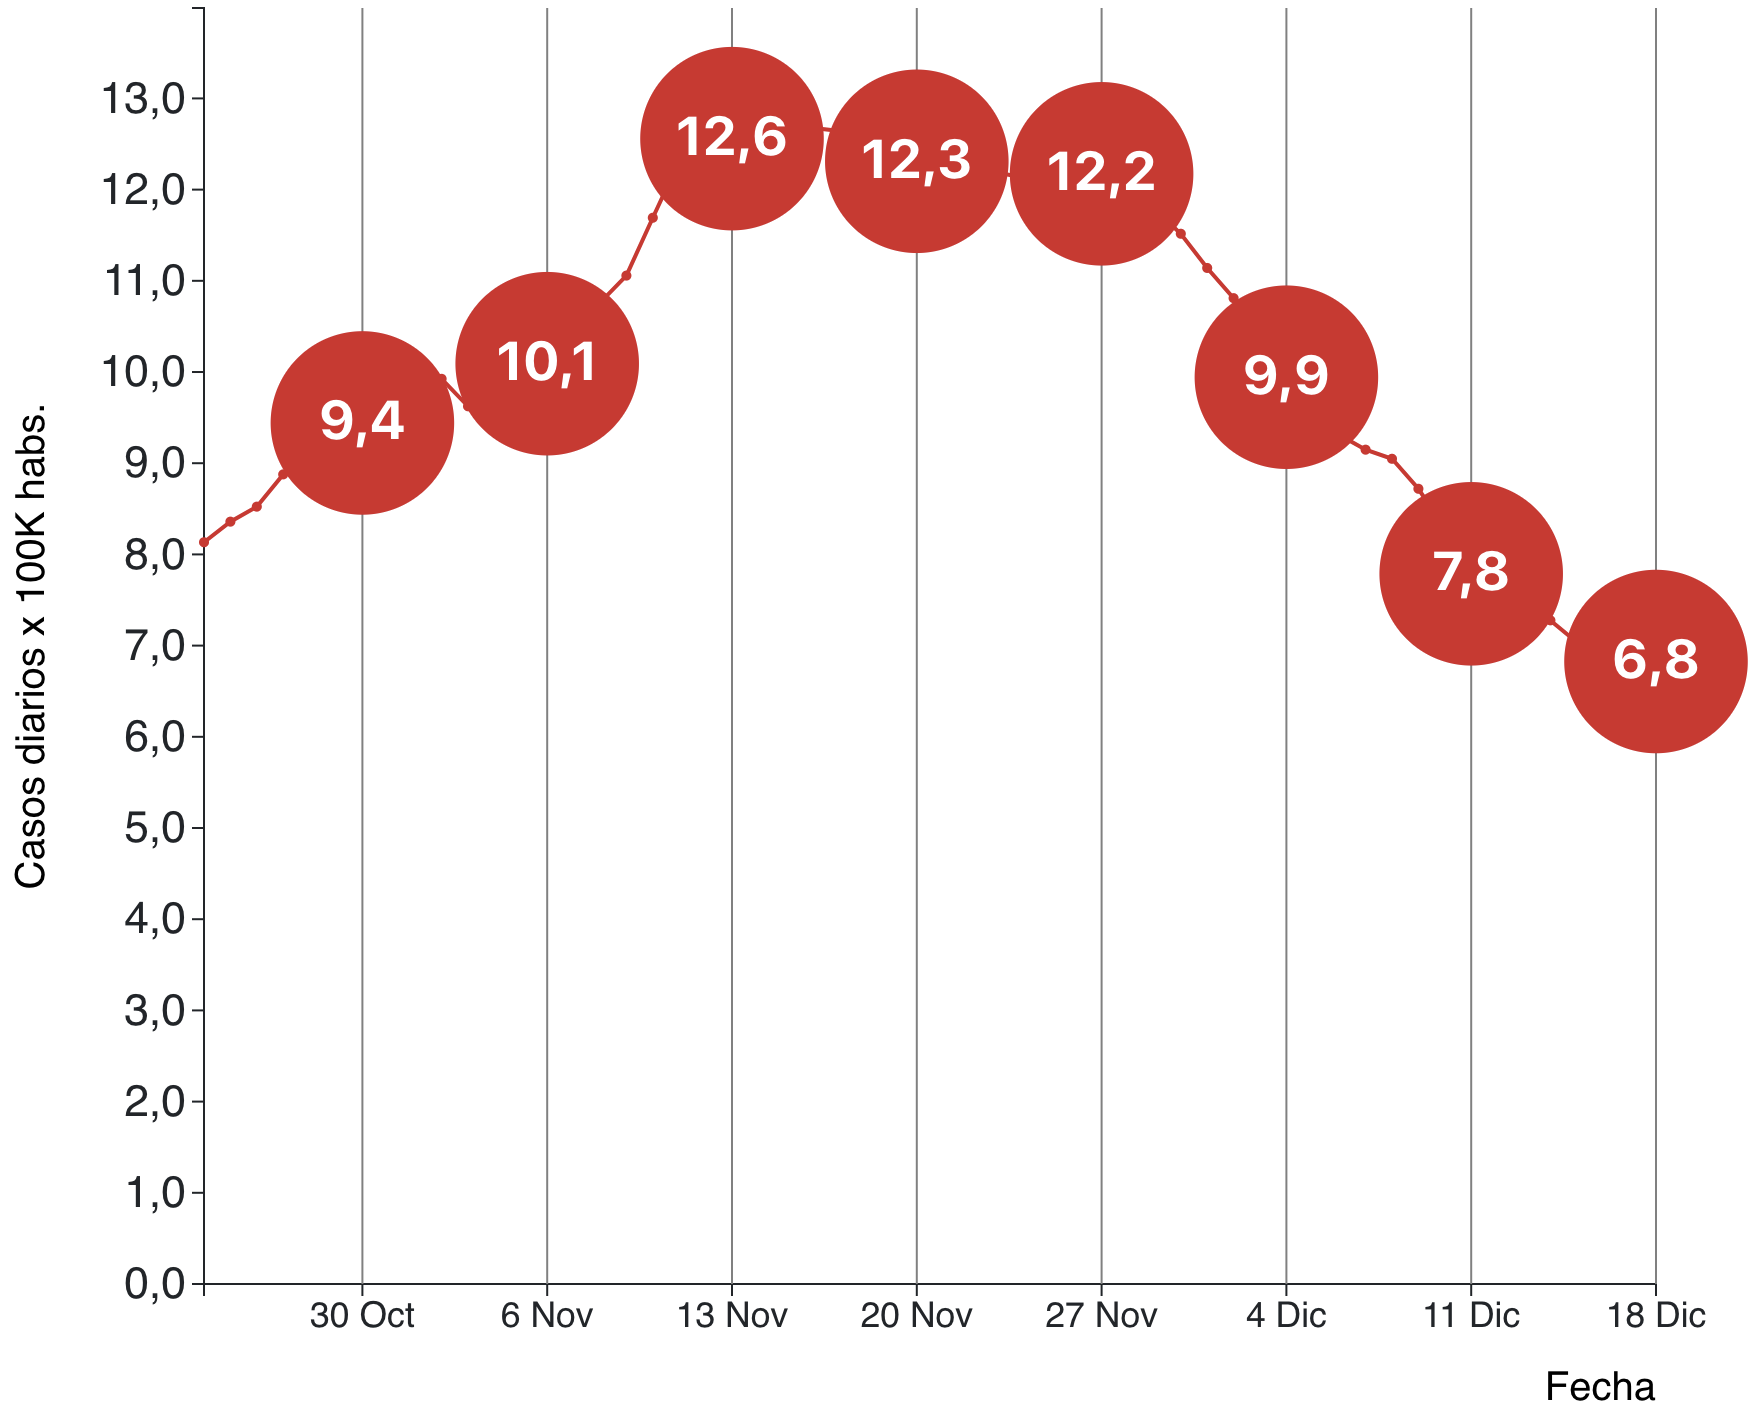 Casos diarios x 100K habs.
13,0
12,0
11,0
10,0
9,0
8,0
7,0
6,0
5,0
4,0
3,0
2,0
1,0
0,0
9,4
10,1
12,6
12,3
12,2
9,9
7,8
6,8
30 Oct
6 Nov
13 Nov
20 Nov
27 Nov
4 Dic
11 Dic
18 Dic
Fecha